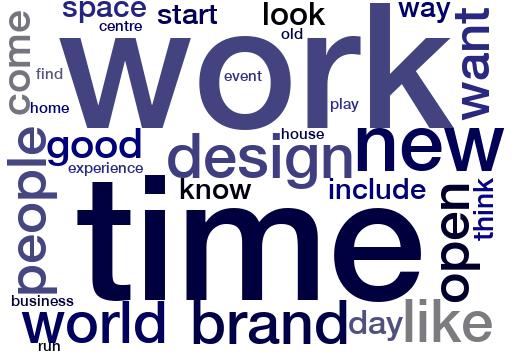 space
start
look
way
centre
old
work
come
find
event
play
want
home
house
good
design
new
people
experience
know
include
think
time
open
business
world
brand
day
like
run